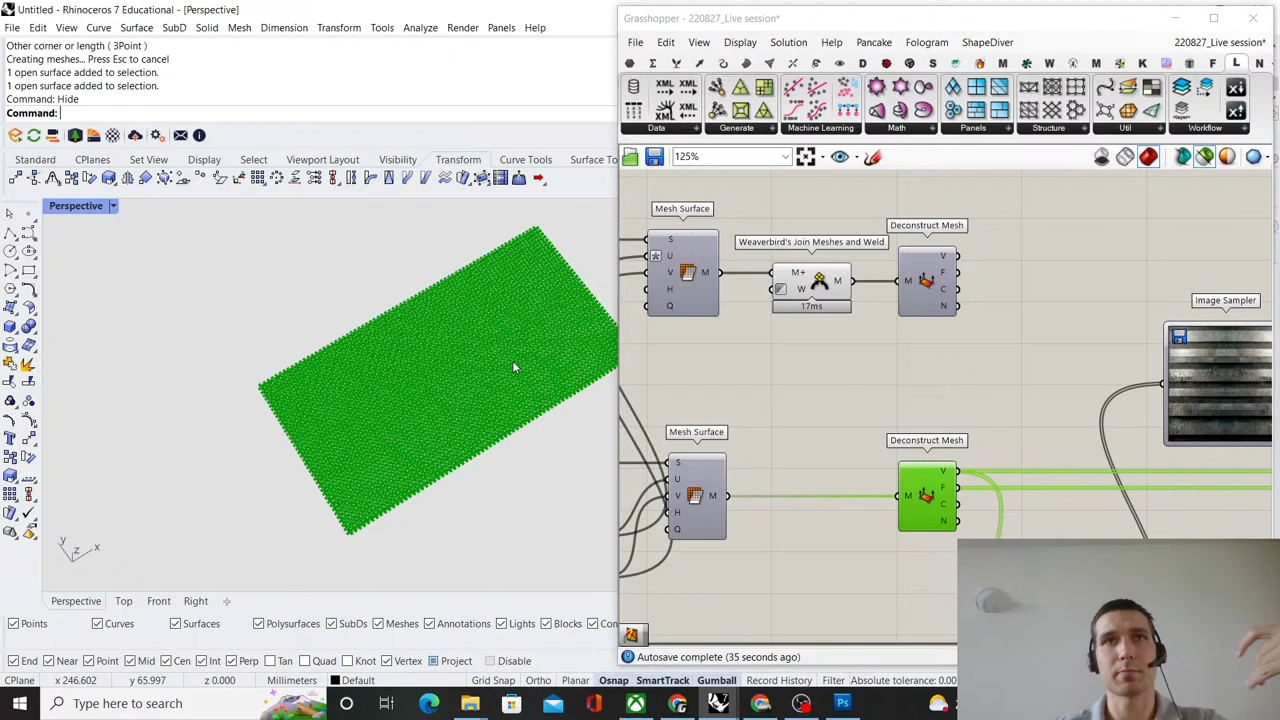 Untitled - Rhinoceros 7 Educational - [Perspective]
File Edit View Curve Surface SubD Solid Mesh Dimension Transform Tools Analyze Render Panels Help
Other corner or length ( 3Point )
Creating meshes... Press Esc to cancel
1 open surface added to selection.
1 open surface added to selection.
Command: Hide
Command:
Standard CPlanes Set View Display Select Viewport Layout Visibility Transform Curve Tools Surface To
Perspective
y
z x
Perspective Top Front Right
Points Curves Surfaces Polysurfaces SubDs Meshes Annotations Lights Blocks Con
End Near Point Mid Cen Int Perp Tan Quad Knot Vertex Project Disable
CPlane x 246.602 y 65.997 z 0.000 Millimeters Default Grid Snap Ortho Planar Osnap SmartTrack Gumball Record History Filter Absolute tolerance: 0.00
Type here to search
Grasshopper - 220827_Live session*
File Edit View Display Solution Help Pancake Fologram ShapeDiver 220827_Live session*
D M K M F L N
XML XML
XML
Data Generate Machine Learning Math Panels Structure Util Workflow
125%
Mesh Surface
S
U
V M
H
Q
Weaverbird's Join Meshes and Weld
M+ M
W
17ms
Deconstruct Mesh
V
F
M
C
N
Image Sampler
Mesh Surface
S
U
V M
H
Q
Deconstruct Mesh
V
F
M
C
N
Autosave complete (35 seconds ago)
Ps